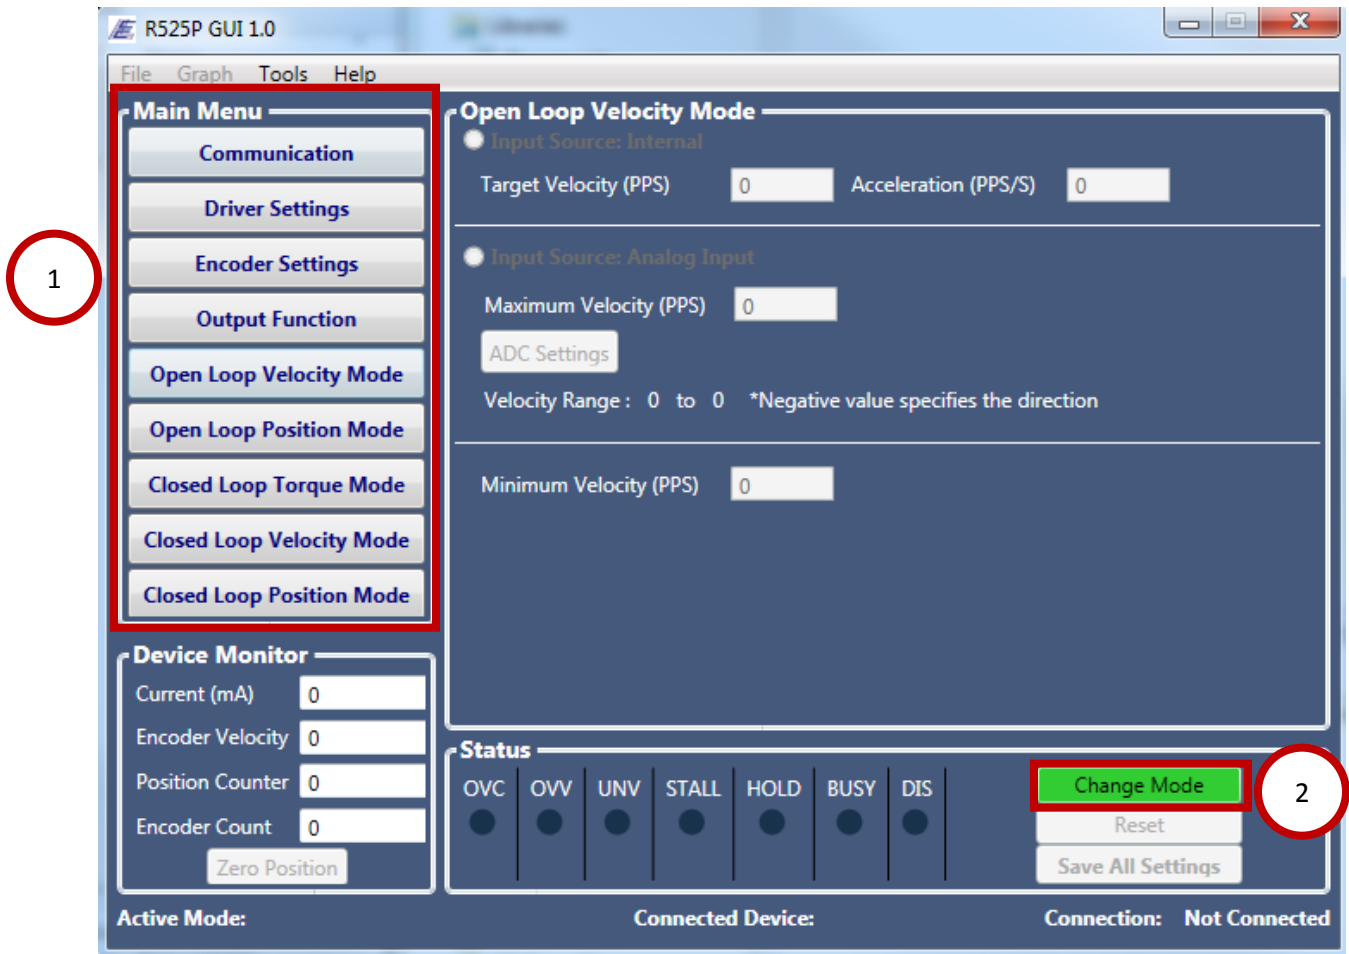 R525P GUI 1.0
File Graph Tools Help
Main Menu
Communication
Driver Settings
Encoder Settings
Output Function
Open Loop Velocity Mode
Open Loop Position Mode
Closed Loop Torque Mode
Closed Loop Velocity Mode
Closed Loop Position Mode
1
Device Monitor
Current (mA) 0
Encoder Velocity 0
Position Counter 0
Encoder Count 0
Zero Position
Open Loop Velocity Mode
Input Source: Internal
Target Velocity (PPS) 0 Acceleration (PPS/S) 0
Input Source: Analog Input
Maximum Velocity (PPS) 0
ADC Settings
Velocity Range : 0 to 0 *Negative value specifies the direction
Minimum Velocity (PPS) 0
Status
OVC OVV UNV STALL HOLD BUSY DIS
Change Mode
2
Reset
Save All Settings
Active Mode: Connected Device: Connection: Not Connected